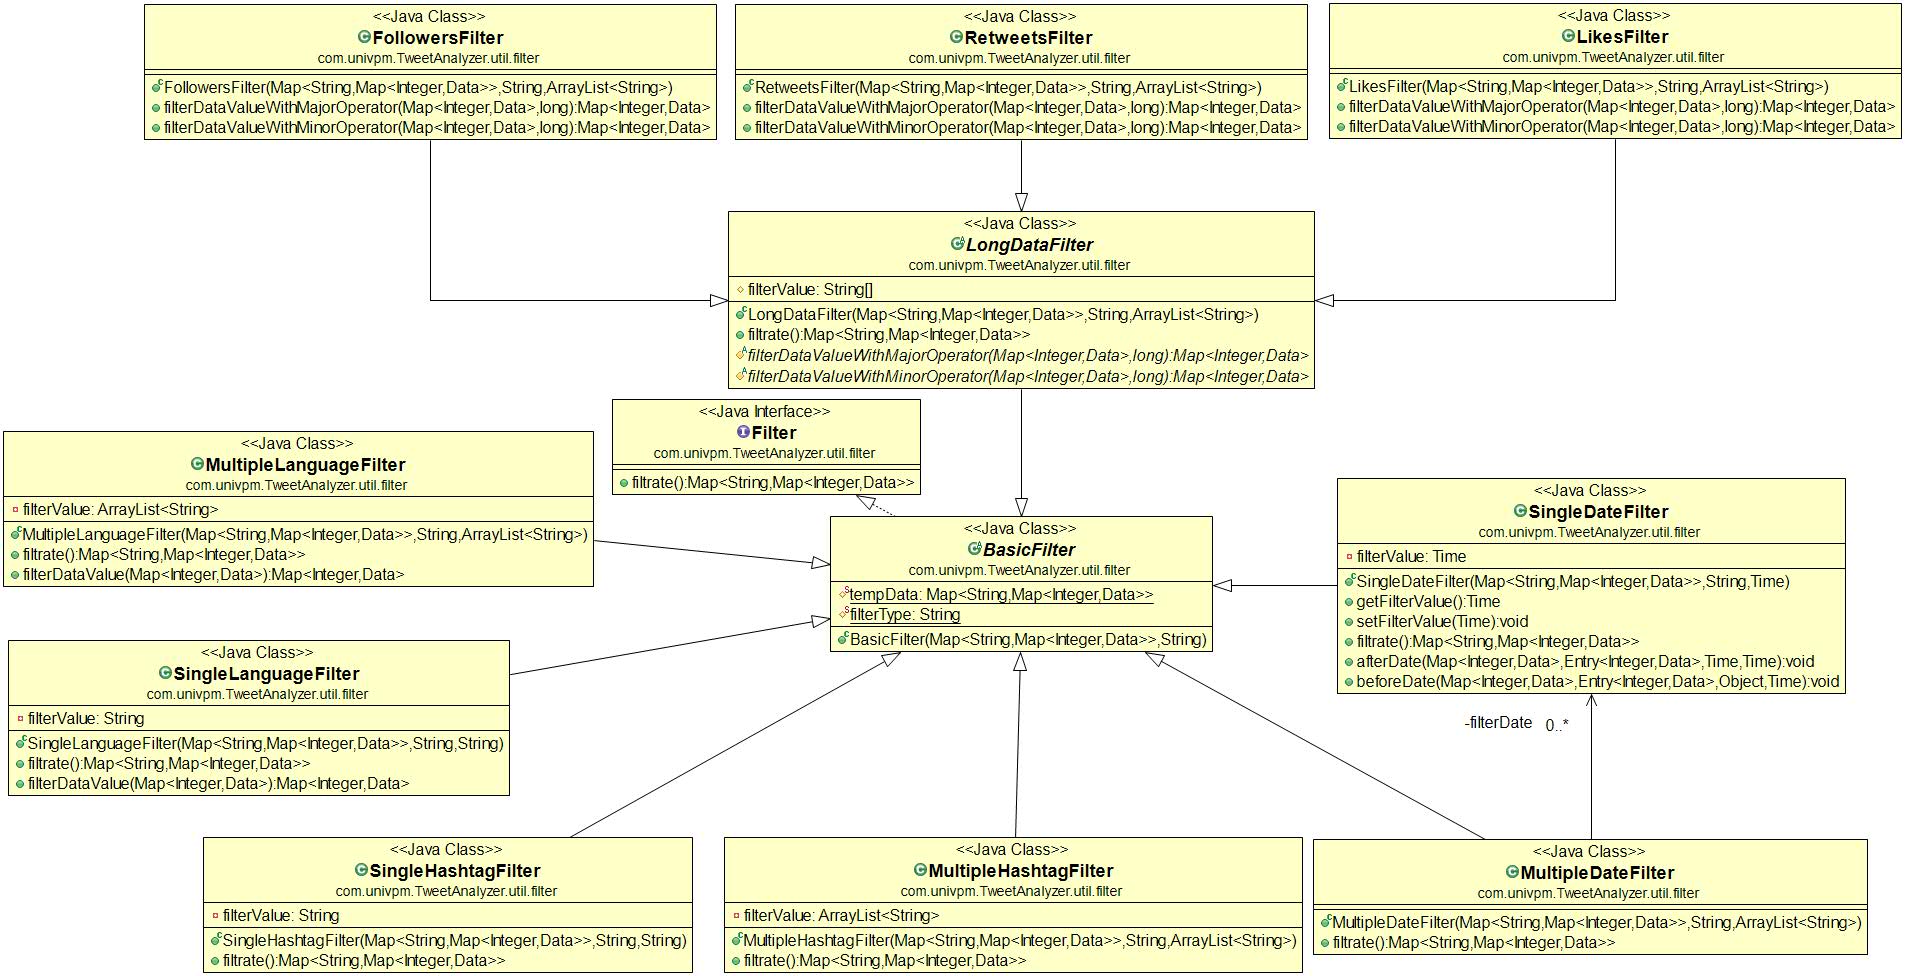 <<Java Class>>
FollowersFilter
com.univpm.TweetAnalyzer.util.filter
FollowersFilter(Map<String,Map<Integer,Data>>,String,ArrayList<String>)
filterDataValueWithMajorOperator(Map<Integer,Data>,long):Map<Integer,Data>
filterDataValueWithMinorOperator(Map<Integer,Data>,long):Map<Integer,Data>
<<Java Class>>
RetweetsFilter
com.univpm.TweetAnalyzer.util.filter
RetweetsFilter(Map<String,Map<Integer,Data>>,String,ArrayList<String>)
filterDataValueWithMajorOperator(Map<Integer,Data>,long):Map<Integer,Data>
filterDataValueWithMinorOperator(Map<Integer,Data>,long):Map<Integer,Data>
<<Java Class>>
LikesFilter
com.univpm.TweetAnalyzer.util.filter
LikesFilter(Map<String,Map<Integer,Data>>,String,ArrayList<String>)
filterDataValueWithMajorOperator(Map<Integer,Data>,long):Map<Integer,Data>
filterDataValueWithMinorOperator(Map<Integer,Data>,long):Map<Integer,Data>
<<Java Class>>
LongDataFilter
com.univpm.TweetAnalyzer.util.filter
filterValue: String[]
LongDataFilter(Map<String,Map<Integer,Data>>,String,ArrayList<String>)
filtrate():Map<String,Map<Integer,Data>>
filterDataValueWithMajorOperator(Map<Integer,Data>,long):Map<Integer,Data>
filterDataValueWithMinorOperator(Map<Integer,Data>,long):Map<Integer,Data>
<<Java Interface>>
Filter
com.univpm.TweetAnalyzer.util.filter
filtrate():Map<String,Map<Integer,Data>>
<<Java Class>>
MultipleLanguageFilter
com.univpm.TweetAnalyzer.util.filter
filterValue: ArrayList<String>
MultipleLanguageFilter(Map<String,Map<Integer,Data>>,String,ArrayList<String>)
filtrate():Map<String,Map<Integer,Data>>
filterDataValue(Map<Integer,Data>):Map<Integer,Data>
<<Java Class>>
BasicFilter
com.univpm.TweetAnalyzer.util.filter
tempData: Map<String,Map<Integer,Data>>
filterType: String
BasicFilter(Map<String,Map<Integer,Data>>,String)
<<Java Class>>
SingleDateFilter
com.univpm.TweetAnalyzer.util.filter
filterValue: Time
SingleDateFilter(Map<String,Map<Integer,Data>>,String,Time)
getFilterValue():Time
setFilterValue(Time):void
filtrate():Map<String,Map<Integer,Data>>
afterDate(Map<Integer,Data>,Entry<Integer,Data>,Time,Time):void
beforeDate(Map<Integer,Data>,Entry<Integer,Data>,Object,Time):void
-filterDate 0..*
<<Java Class>>
SingleLanguageFilter
com.univpm.TweetAnalyzer.util.filter
filterValue: String
SingleLanguageFilter(Map<String,Map<Integer,Data>>,String,String)
filtrate():Map<String,Map<Integer,Data>>
filterDataValue(Map<Integer,Data>):Map<Integer,Data>
<<Java Class>>
SingleHashtagFilter
com.univpm.TweetAnalyzer.util.filter
filterValue: String
SingleHashtagFilter(Map<String,Map<Integer,Data>>,String,String)
filtrate():Map<String,Map<Integer,Data>>
<<Java Class>>
MultipleHashtagFilter
com.univpm.TweetAnalyzer.util.filter
filterValue: ArrayList<String>
MultipleHashtagFilter(Map<String,Map<Integer,Data>>,String,ArrayList<String>)
filtrate():Map<String,Map<Integer,Data>>
<<Java Class>>
MultipleDateFilter
com.univpm.TweetAnalyzer.util.filter
MultipleDateFilter(Map<String,Map<Integer,Data>>,String,ArrayList<String>)
filtrate():Map<String,Map<Integer,Data>>